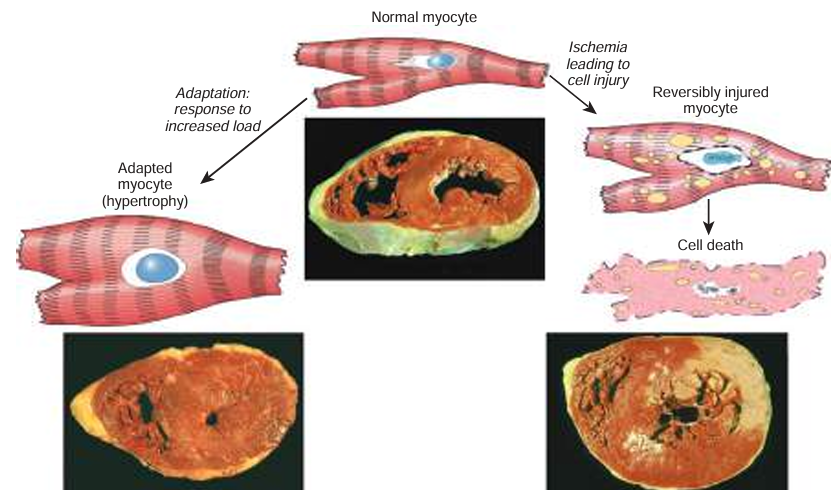 Normal myocyte
Ischemia
leading to
cell injury
Adaptation:
response to
increased load
Reversibly injured
myocyte
Adapted
myocyte
(hypertrophy)
Cell death